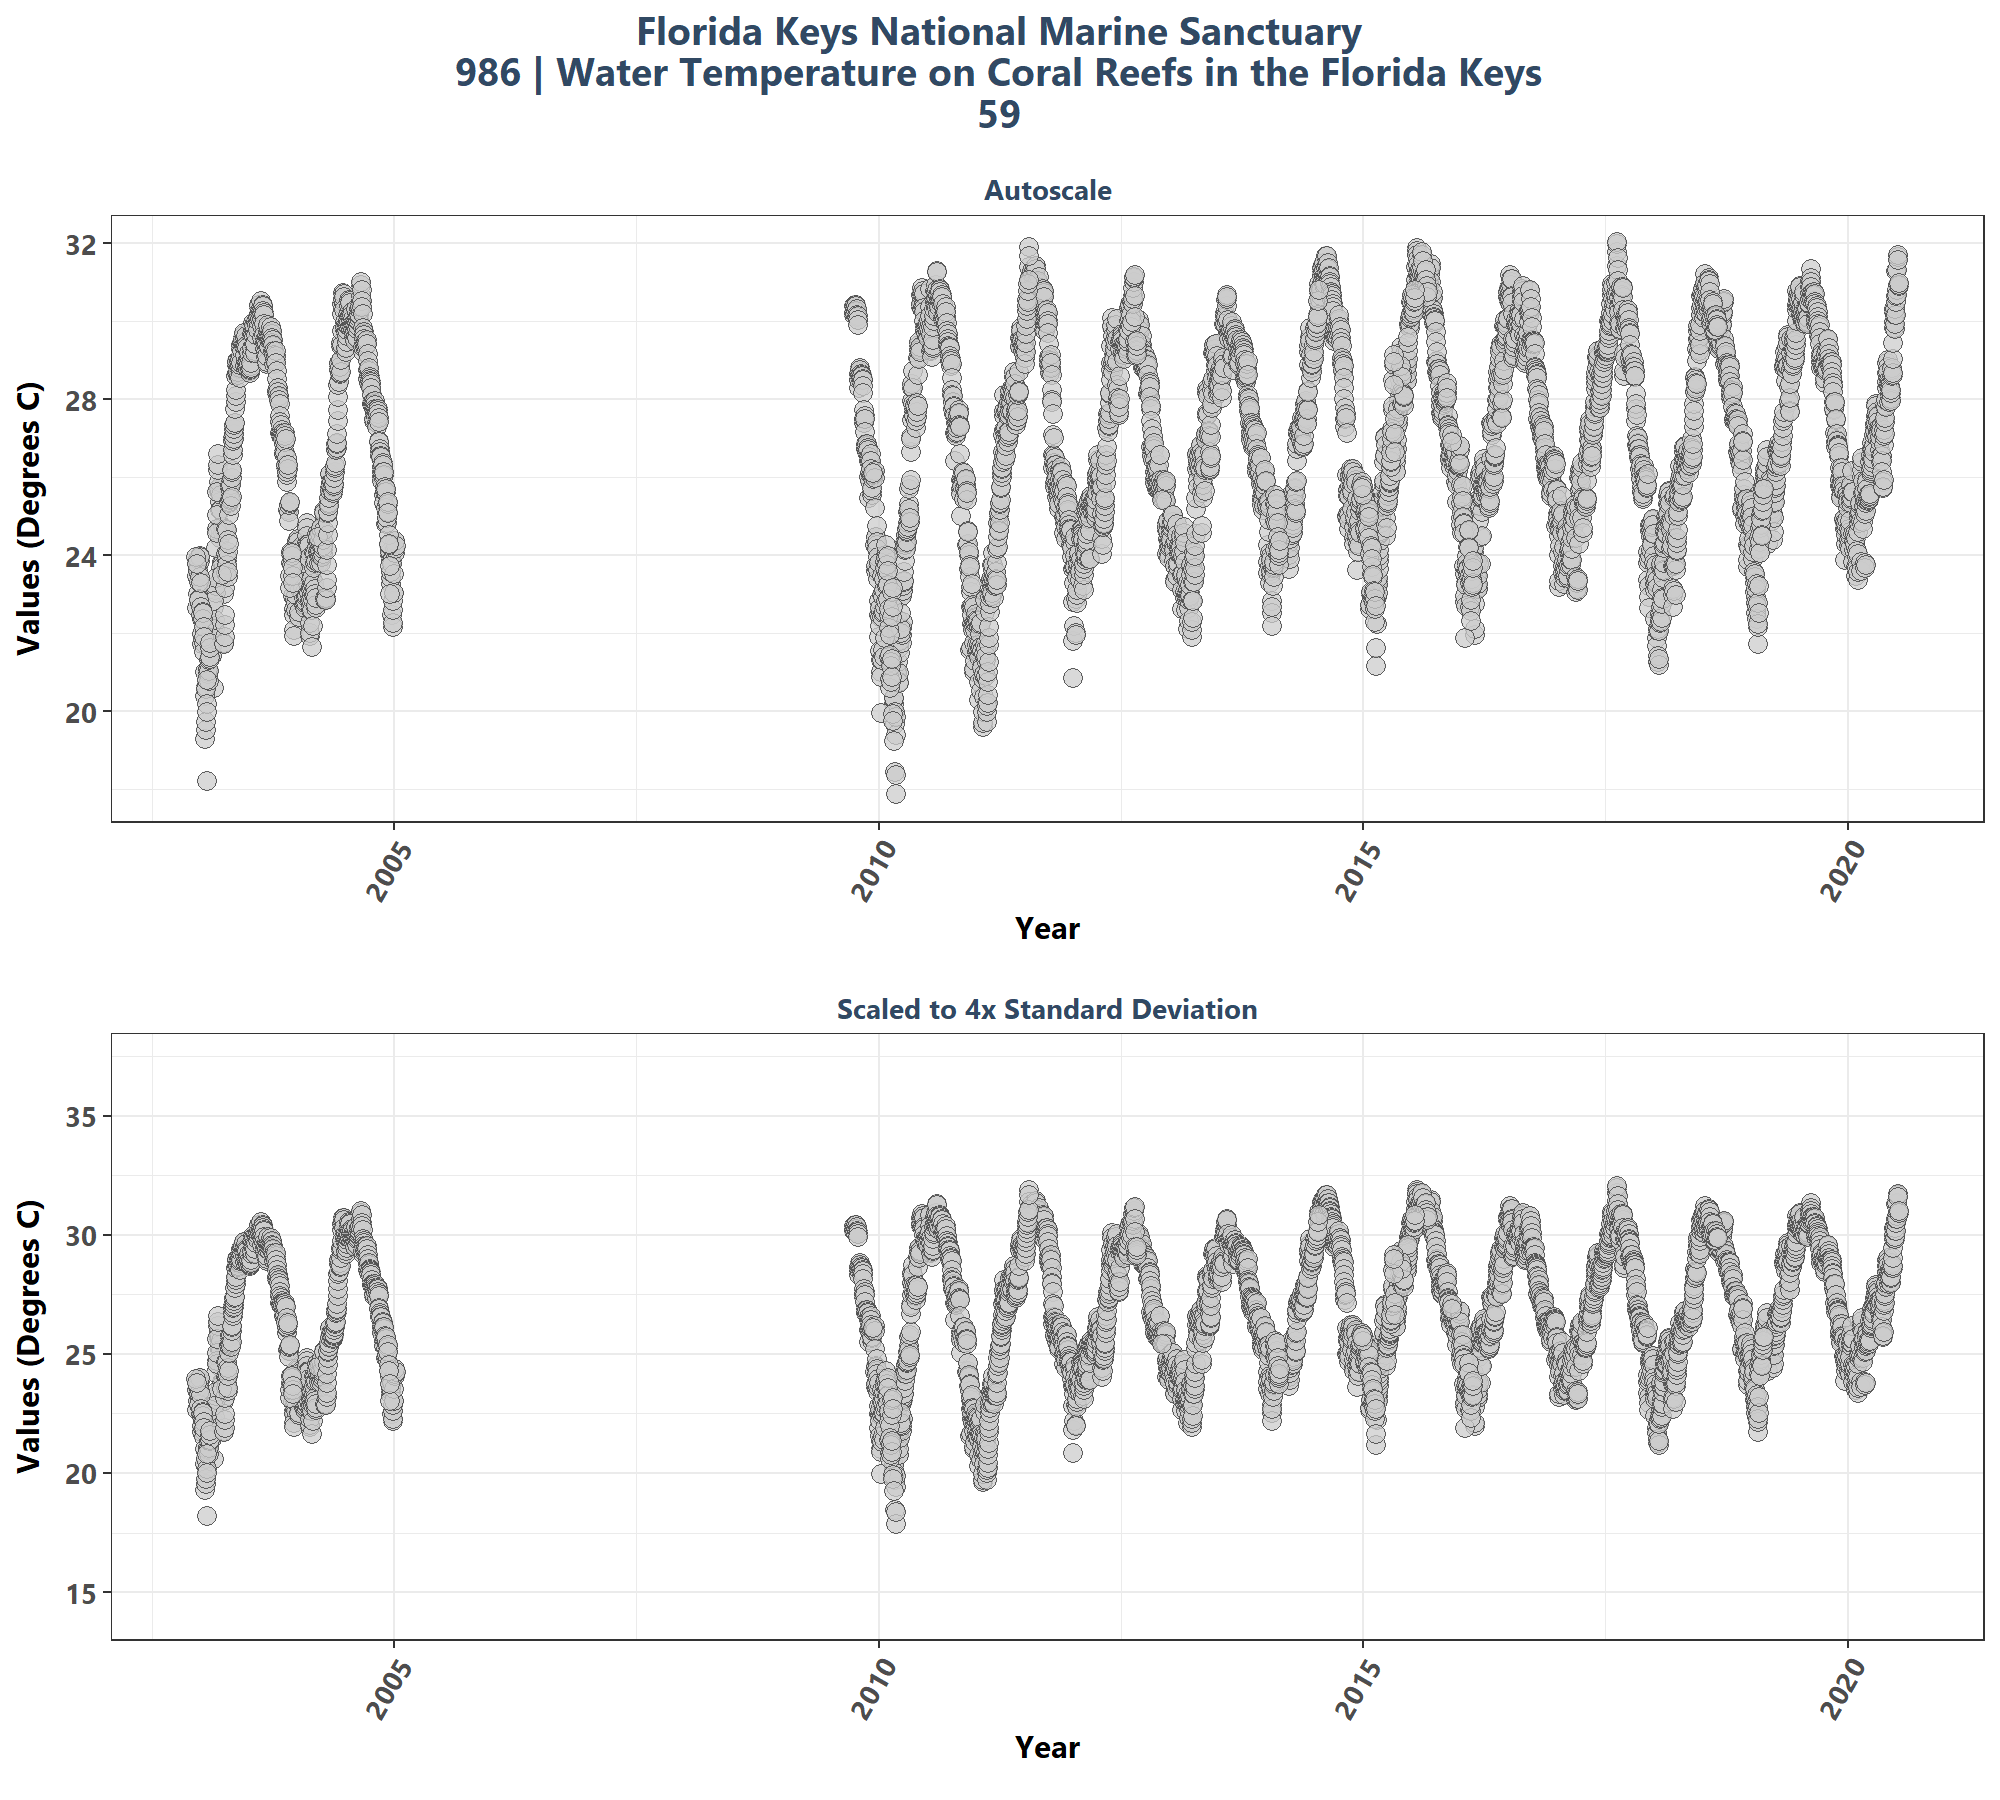 Florida Keys National Marine Sanctuary
986 | Water Temperature on Coral Reefs in the Florida Keys
59
Autoscale
Values (Degrees C)
32
28
24
20
2005
2010
2015
2020
Year
Scaled to 4x Standard Deviation
Values (Degrees C)
35
30
25
20
15
2005
2010
2015
2020
Year